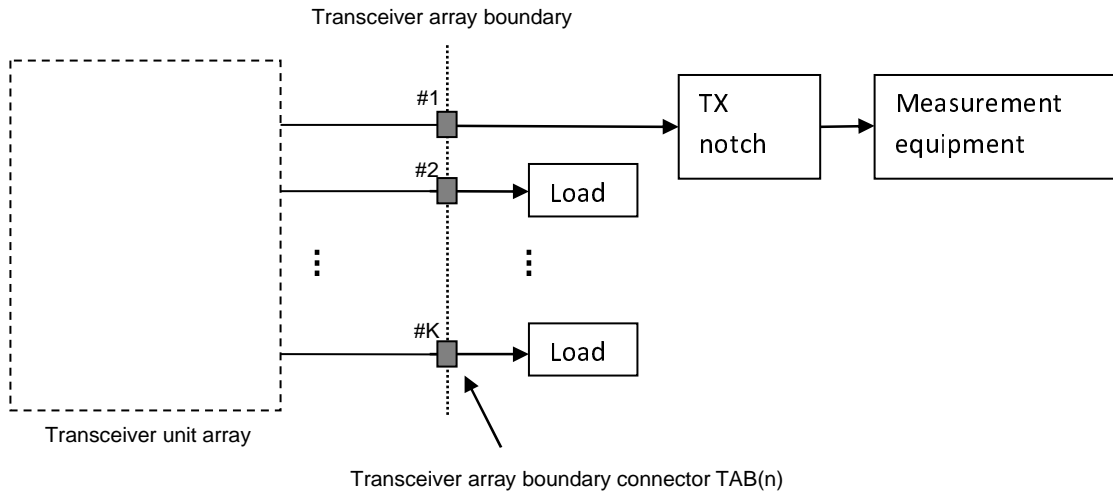 Transceiver array boundary
#1
TX
notch
Measurement
equipment
#2
Load
⋮
⋮
#K
Load
Transceiver unit array
Transceiver array boundary connector TAB(n)